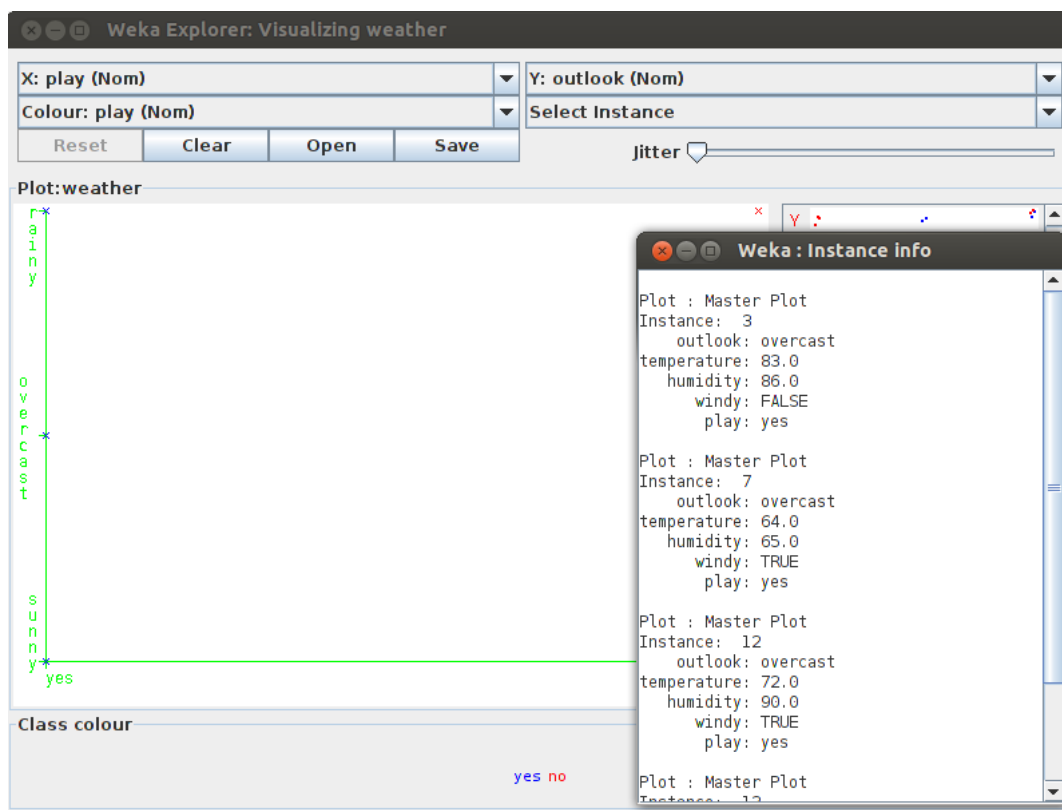 Weka Explorer: Visualizing weather
X: play (Nom)
Y: outlook (Nom)
Colour: play (Nom)
Select Instance
Reset
Clear
Open
Save
Jitter
Plot:weather
rainy
overcast
sunny
yes
Y
Weka : Instance info
Plot : Master Plot
Instance: 3
outlook: overcast
temperature: 83.0
humidity: 86.0
windy: FALSE
play: yes
Plot : Master Plot
Instance: 7
outlook: overcast
temperature: 64.0
humidity: 65.0
windy: TRUE
play: yes
Plot : Master Plot
Instance: 12
outlook: overcast
temperature: 72.0
humidity: 90.0
windy: TRUE
play: yes
Plot : Master Plot
Class colour
yes no